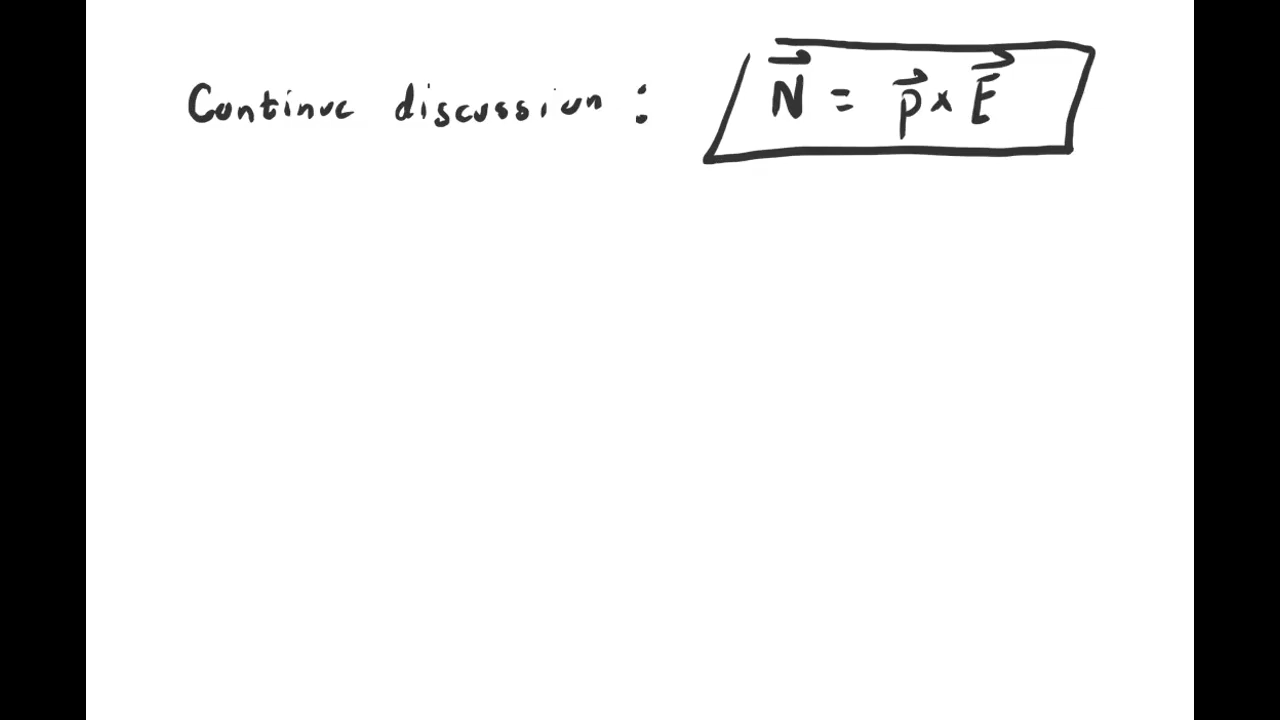 Continue discussion : N⃗ = p⃗ × E⃗